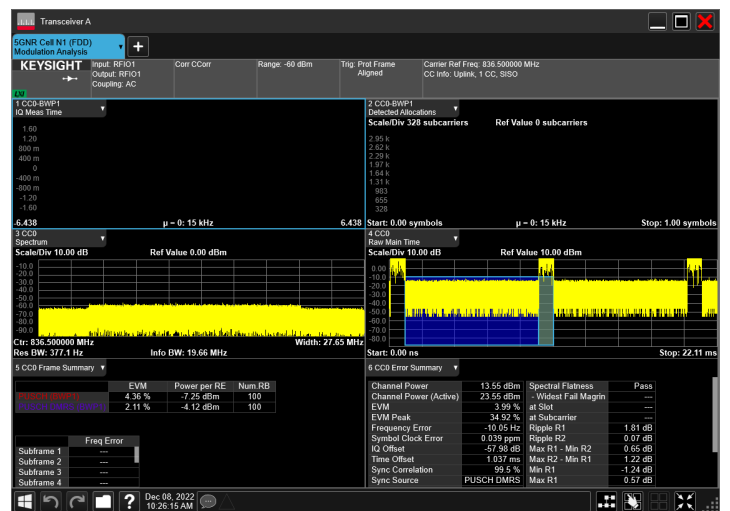 Transceiver A
5GNR Cell N1 (FDD)
Modulation Analysis
KEYSIGHT
LXI
Input: RFIO1
Output: RFIO1
Coupling: AC
Corr CCorr
Range: -60 dBm
Trig: Prot Frame
Aligned
Carrier Ref Freq: 836.500000 MHz
CC Info: Uplink, 1 CC, SISO
1 CC0-BWP1
IQ Meas Time
1.60
1.20
800 m
400 m
0
-400 m
-800 m
-1.20
-1.60
-6.438 μ = 0: 15 kHz 6.438
2 CC0-BWP1
Detected Allocations
Scale/Div 328 subcarriers Ref Value 0 subcarriers
2.95 k
2.62 k
2.29 k
1.97 k
1.64 k
1.31 k
983
655
328
Start: 0.00 symbols μ = 0: 15 kHz Stop: 1.00 symbols
3 CC0
Spectrum
Scale/Div 10.00 dB Ref Value 0.00 dBm
-10.0
-20.0
-30.0
-40.0
-50.0
-60.0
-70.0
-80.0
-90.0
Ctr: 836.500000 MHz Width: 27.65 MHz
Res BW: 377.1 Hz Info BW: 19.66 MHz
4 CC0
Raw Main Time
Scale/Div 10.00 dB Ref Value 10.00 dBm
0.00
-10.0
-20.0
-30.0
-40.0
-50.0
-60.0
-70.0
-80.0
Start: 0.00 ns Stop: 22.11 ms
5 CC0 Frame Summary
EVM Power per RE Num.RB
PUSCH (BWP1) 4.36 % -7.25 dBm 100
2.11 % -4.12 dBm 100
Freq Error
Subframe 1 ---
Subframe 2 ---
Subframe 3 ---
Subframe 4 ---
6 CC0 Error Summary
Channel Power 13.55 dBm Spectral Flatness Pass
Channel Power (Active) 23.55 dBm - Widest Fail Magrin ---
EVM 3.99 % at Slot ---
EVM Peak 34.92 % at Subcarrier ---
Frequency Error -10.05 Hz Ripple R1 1.81 dB
Symbol Clock Error 0.039 ppm Ripple R2 0.07 dB
IQ Offset -57.98 dB Max R1 - Min R2 0.65 dB
Time Offset 1.037 ms Max R2 - Min R1 1.22 dB
Sync Correlation 99.5 % Min R1 -1.24 dB
Sync Source PUSCH DMRS Max R1 0.57 dB
Dec 08, 2022
10:26:15 AM